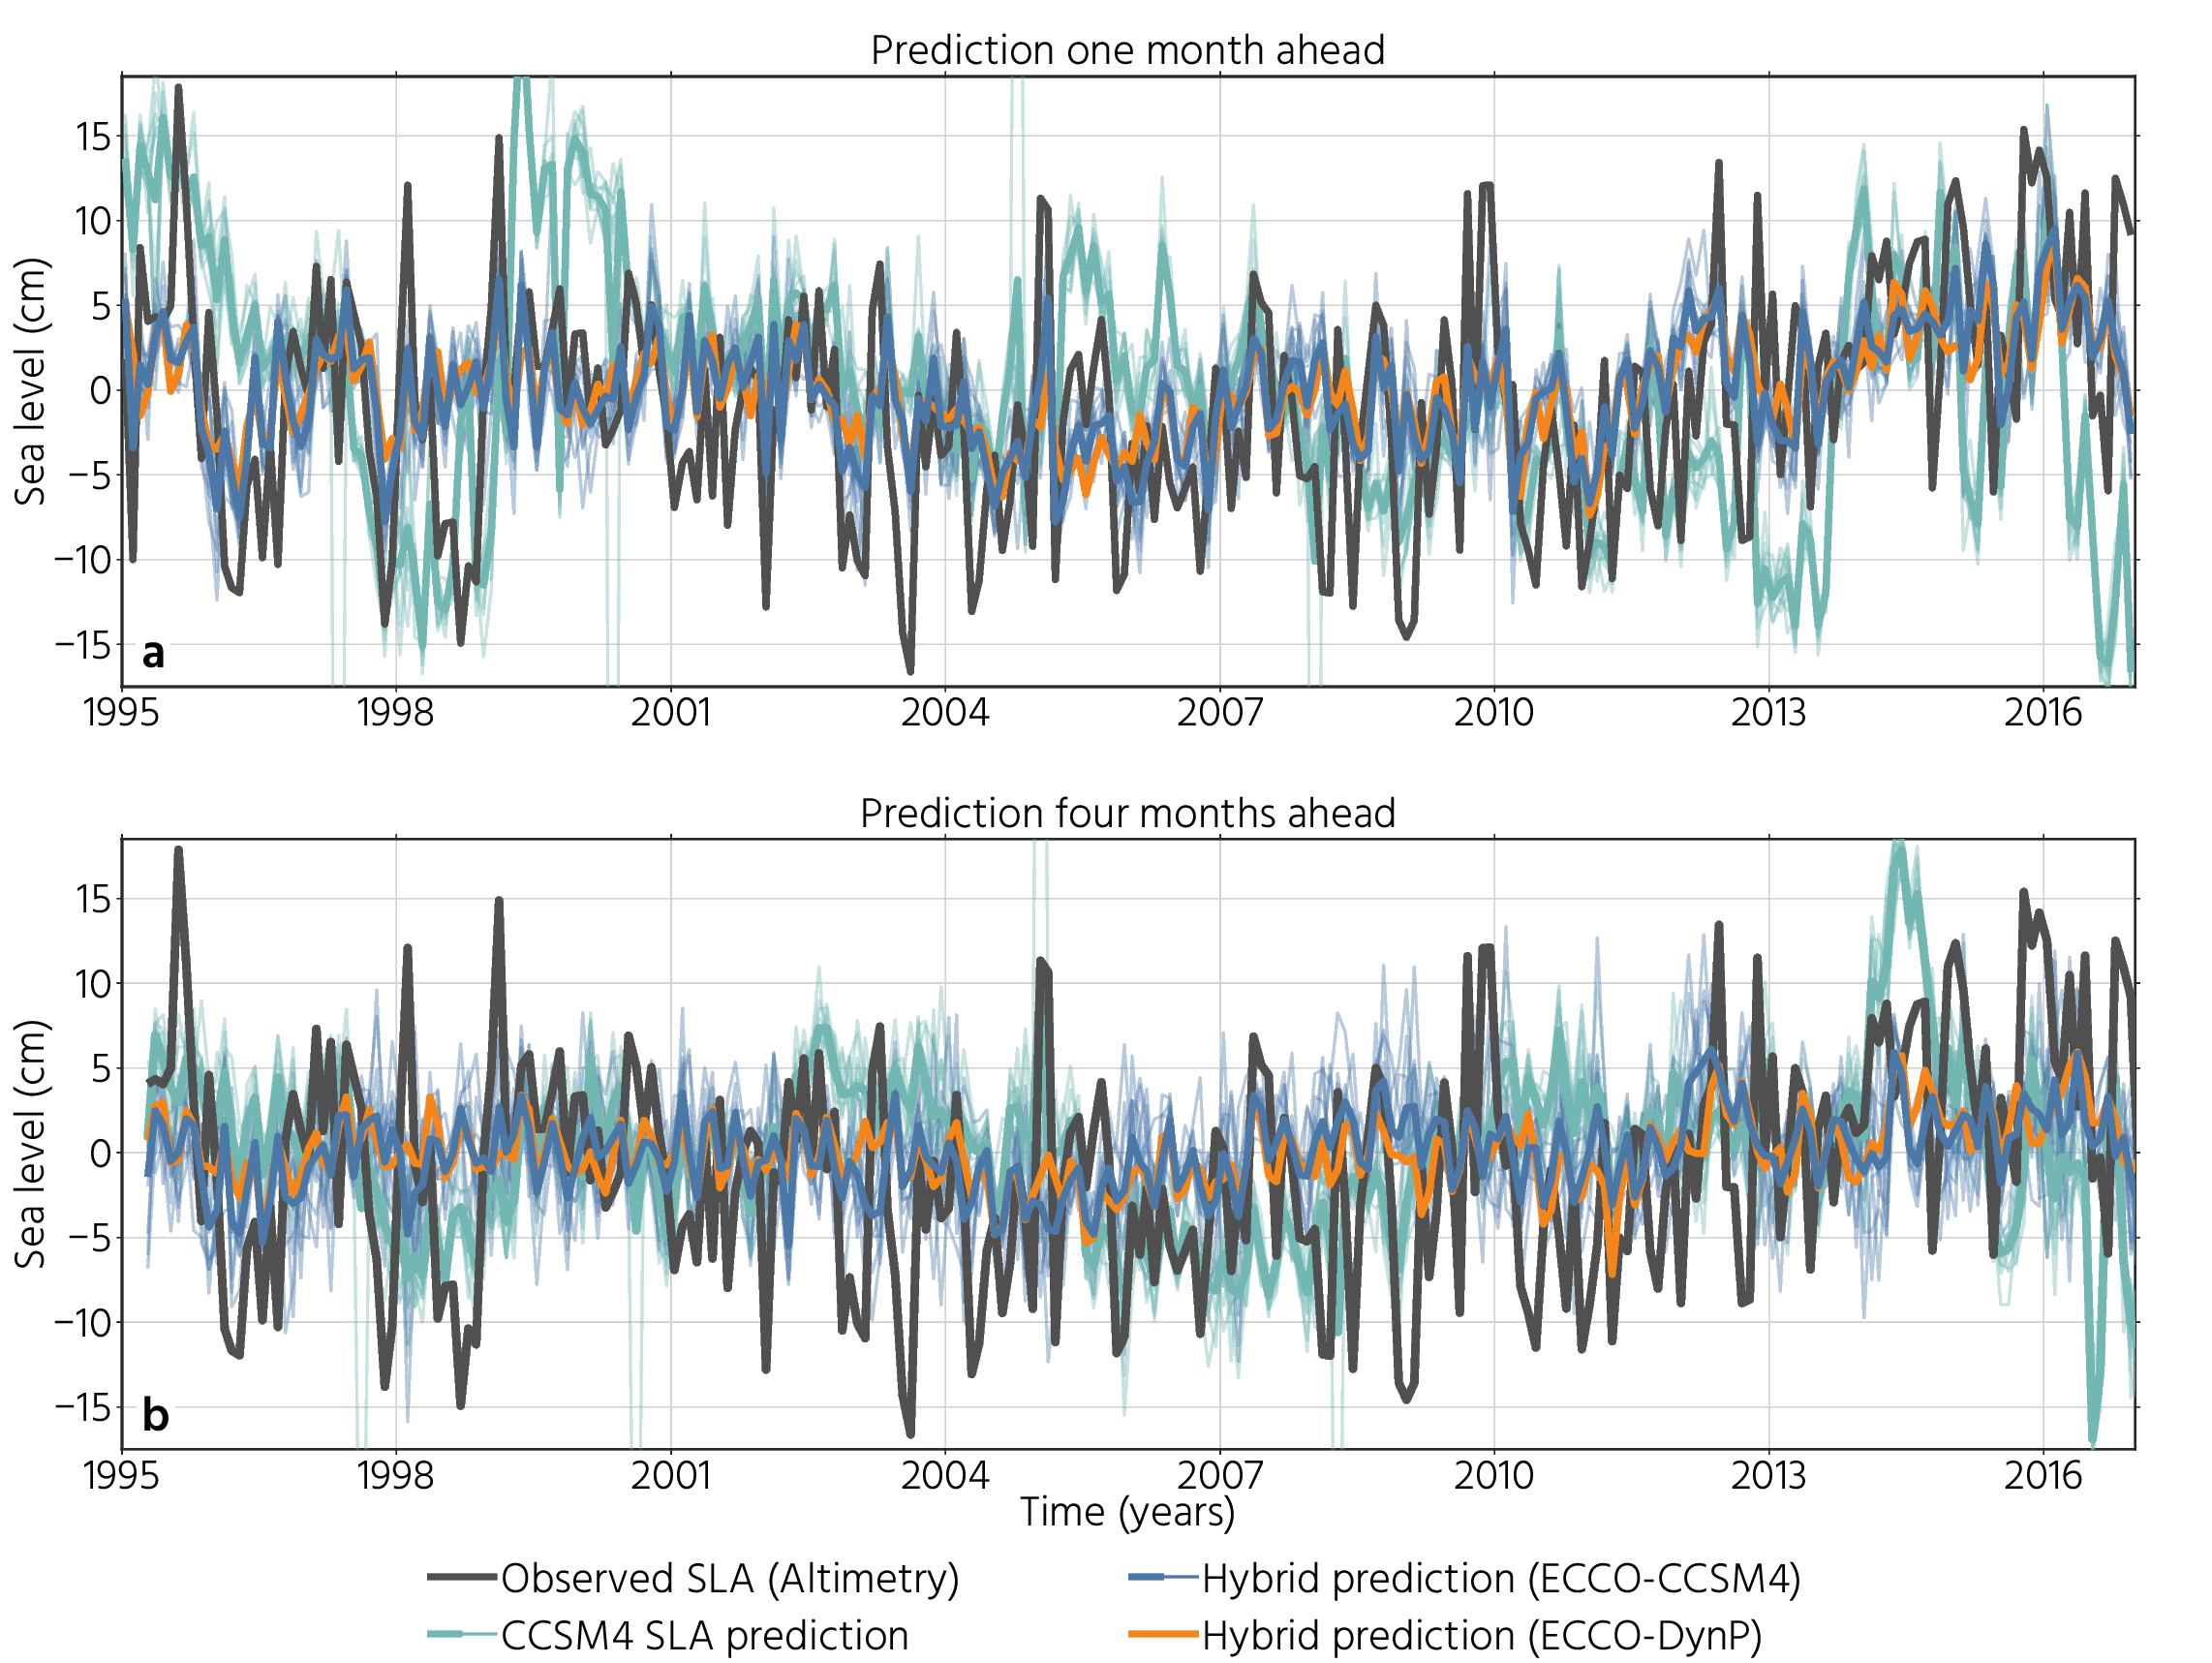 Prediction one month ahead
Sea level (cm)
15
10
5
0
−5
−10
−15
a
1995 1998 2001 2004 2007 2010 2013 2016
Prediction four months ahead
Sea level (cm)
15
10
5
0
−5
−10
−15
b
1995 1998 2001 2004 2007 2010 2013 2016
Time (years)
Observed SLA (Altimetry) Hybrid prediction (ECCO-CCSM4)
CCSM4 SLA prediction Hybrid prediction (ECCO-DynP)